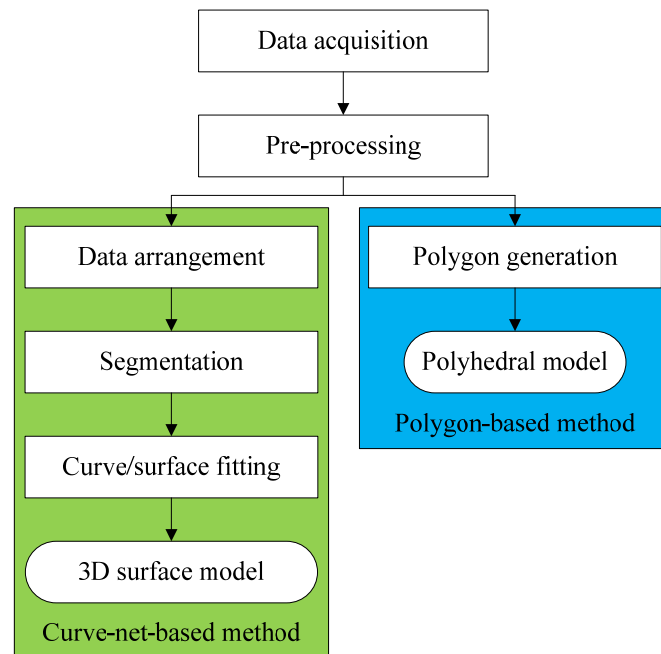 Data acquisition
Pre-processing
Data arrangement
Segmentation
Curve/surface fitting
3D surface model
Curve-net-based method
Polygon generation
Polyhedral model
Polygon-based method